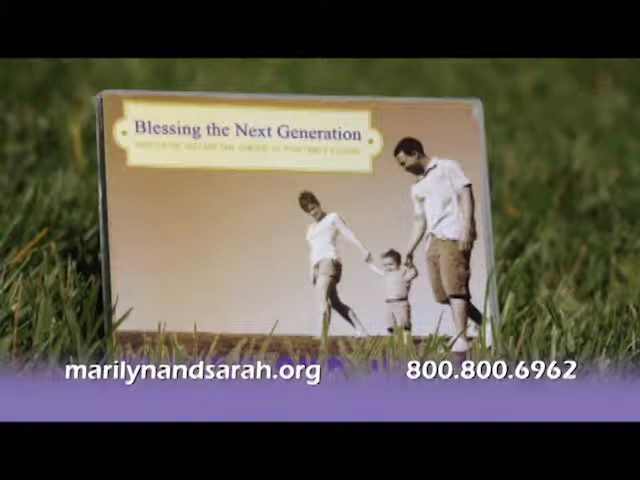 Blessing the Next Generation
marilynandsarah.org 800.800.6962